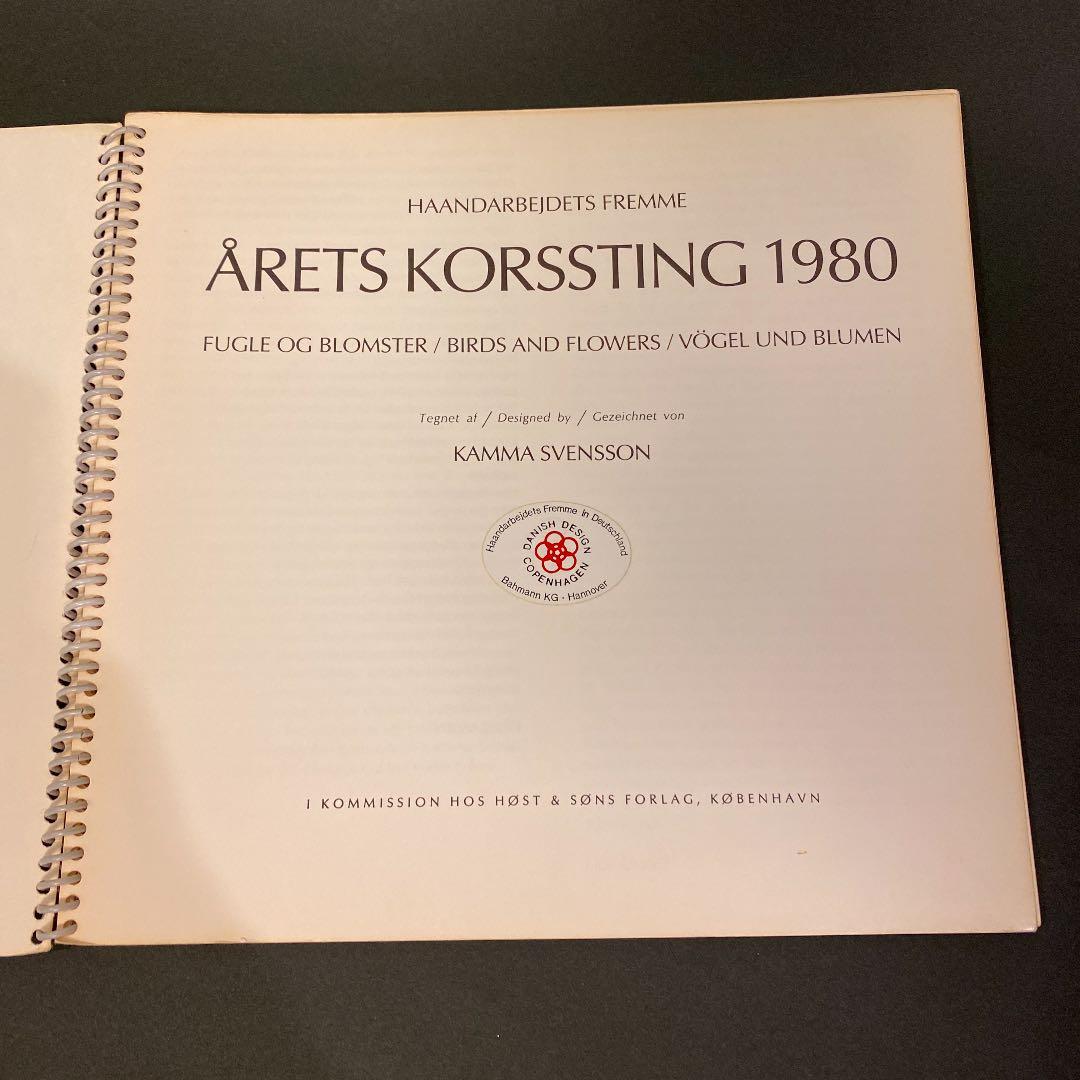 HAANDARBEJDETS FREMME
ÅRETS KORSSTING 1980
FUGLE OG BLOMSTER / BIRDS AND FLOWERS / VÖGEL UND BLUMEN
Tegnet af / Designed by / Gezeichnet von
KAMMA SVENSSON
Haandarbejdets Fremme in Deutschland
DANISH DESIGN
COPENHAGEN
Bahmann KG · Hannover
I KOMMISSION HOS HØST & SØNS FORLAG, KØBENHAVN